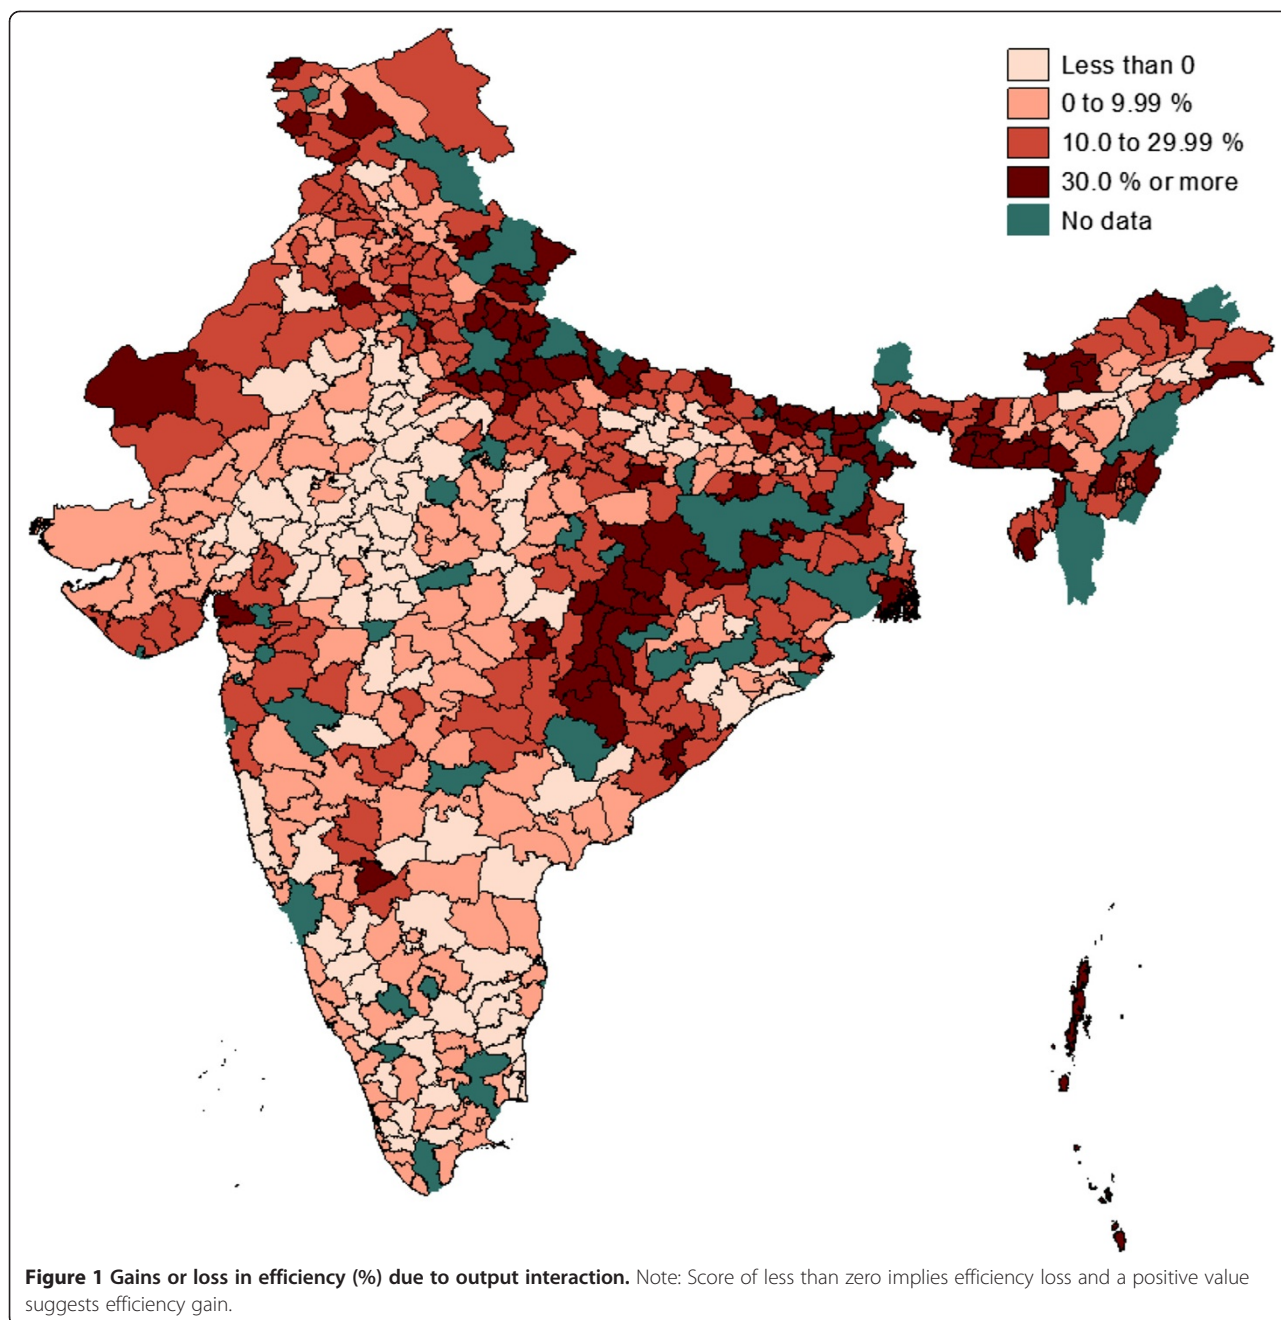 Less than 0
0 to 9.99 %
10.0 to 29.99 %
30.0 % or more
No data
Figure 1 Gains or loss in efficiency (%) due to output interaction. Note: Score of less than zero implies efficiency loss and a positive value
suggests efficiency gain.